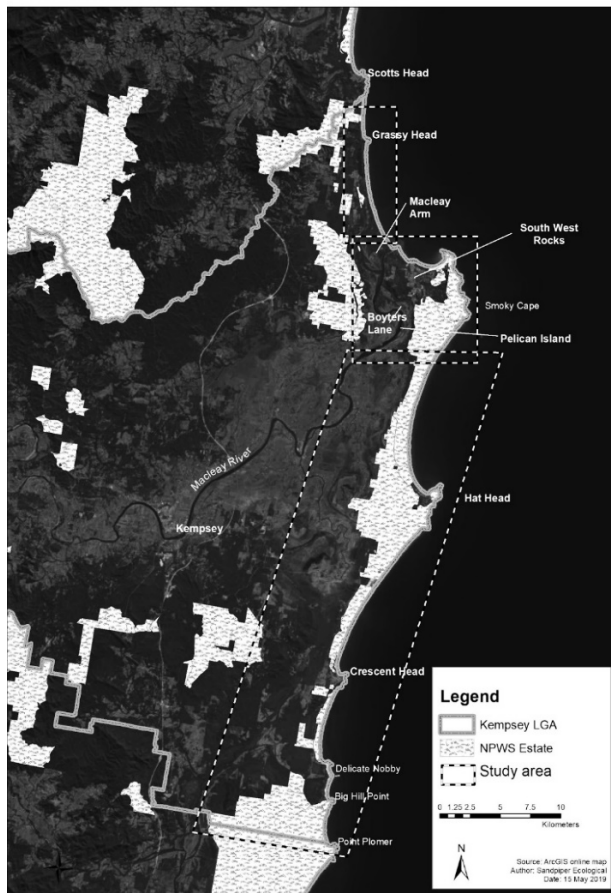 Scotts Head
Grassy Head
Macleay
Arm
South West
Rocks
Smoky Cape
Boyters
Lane
Pelican Island
Macleay River
Hat Head
Kempsey
Crescent Head
Delicate Nobby
Big Hill Point
Point Plomer
Legend
Kempsey LGA
NPWS Estate
Study area
0 1.25 2.5 5 7.5 10
Kilometers
N
Source: ArcGIS online map
Author: Sandpiper Ecological
Date: 15 May 2019